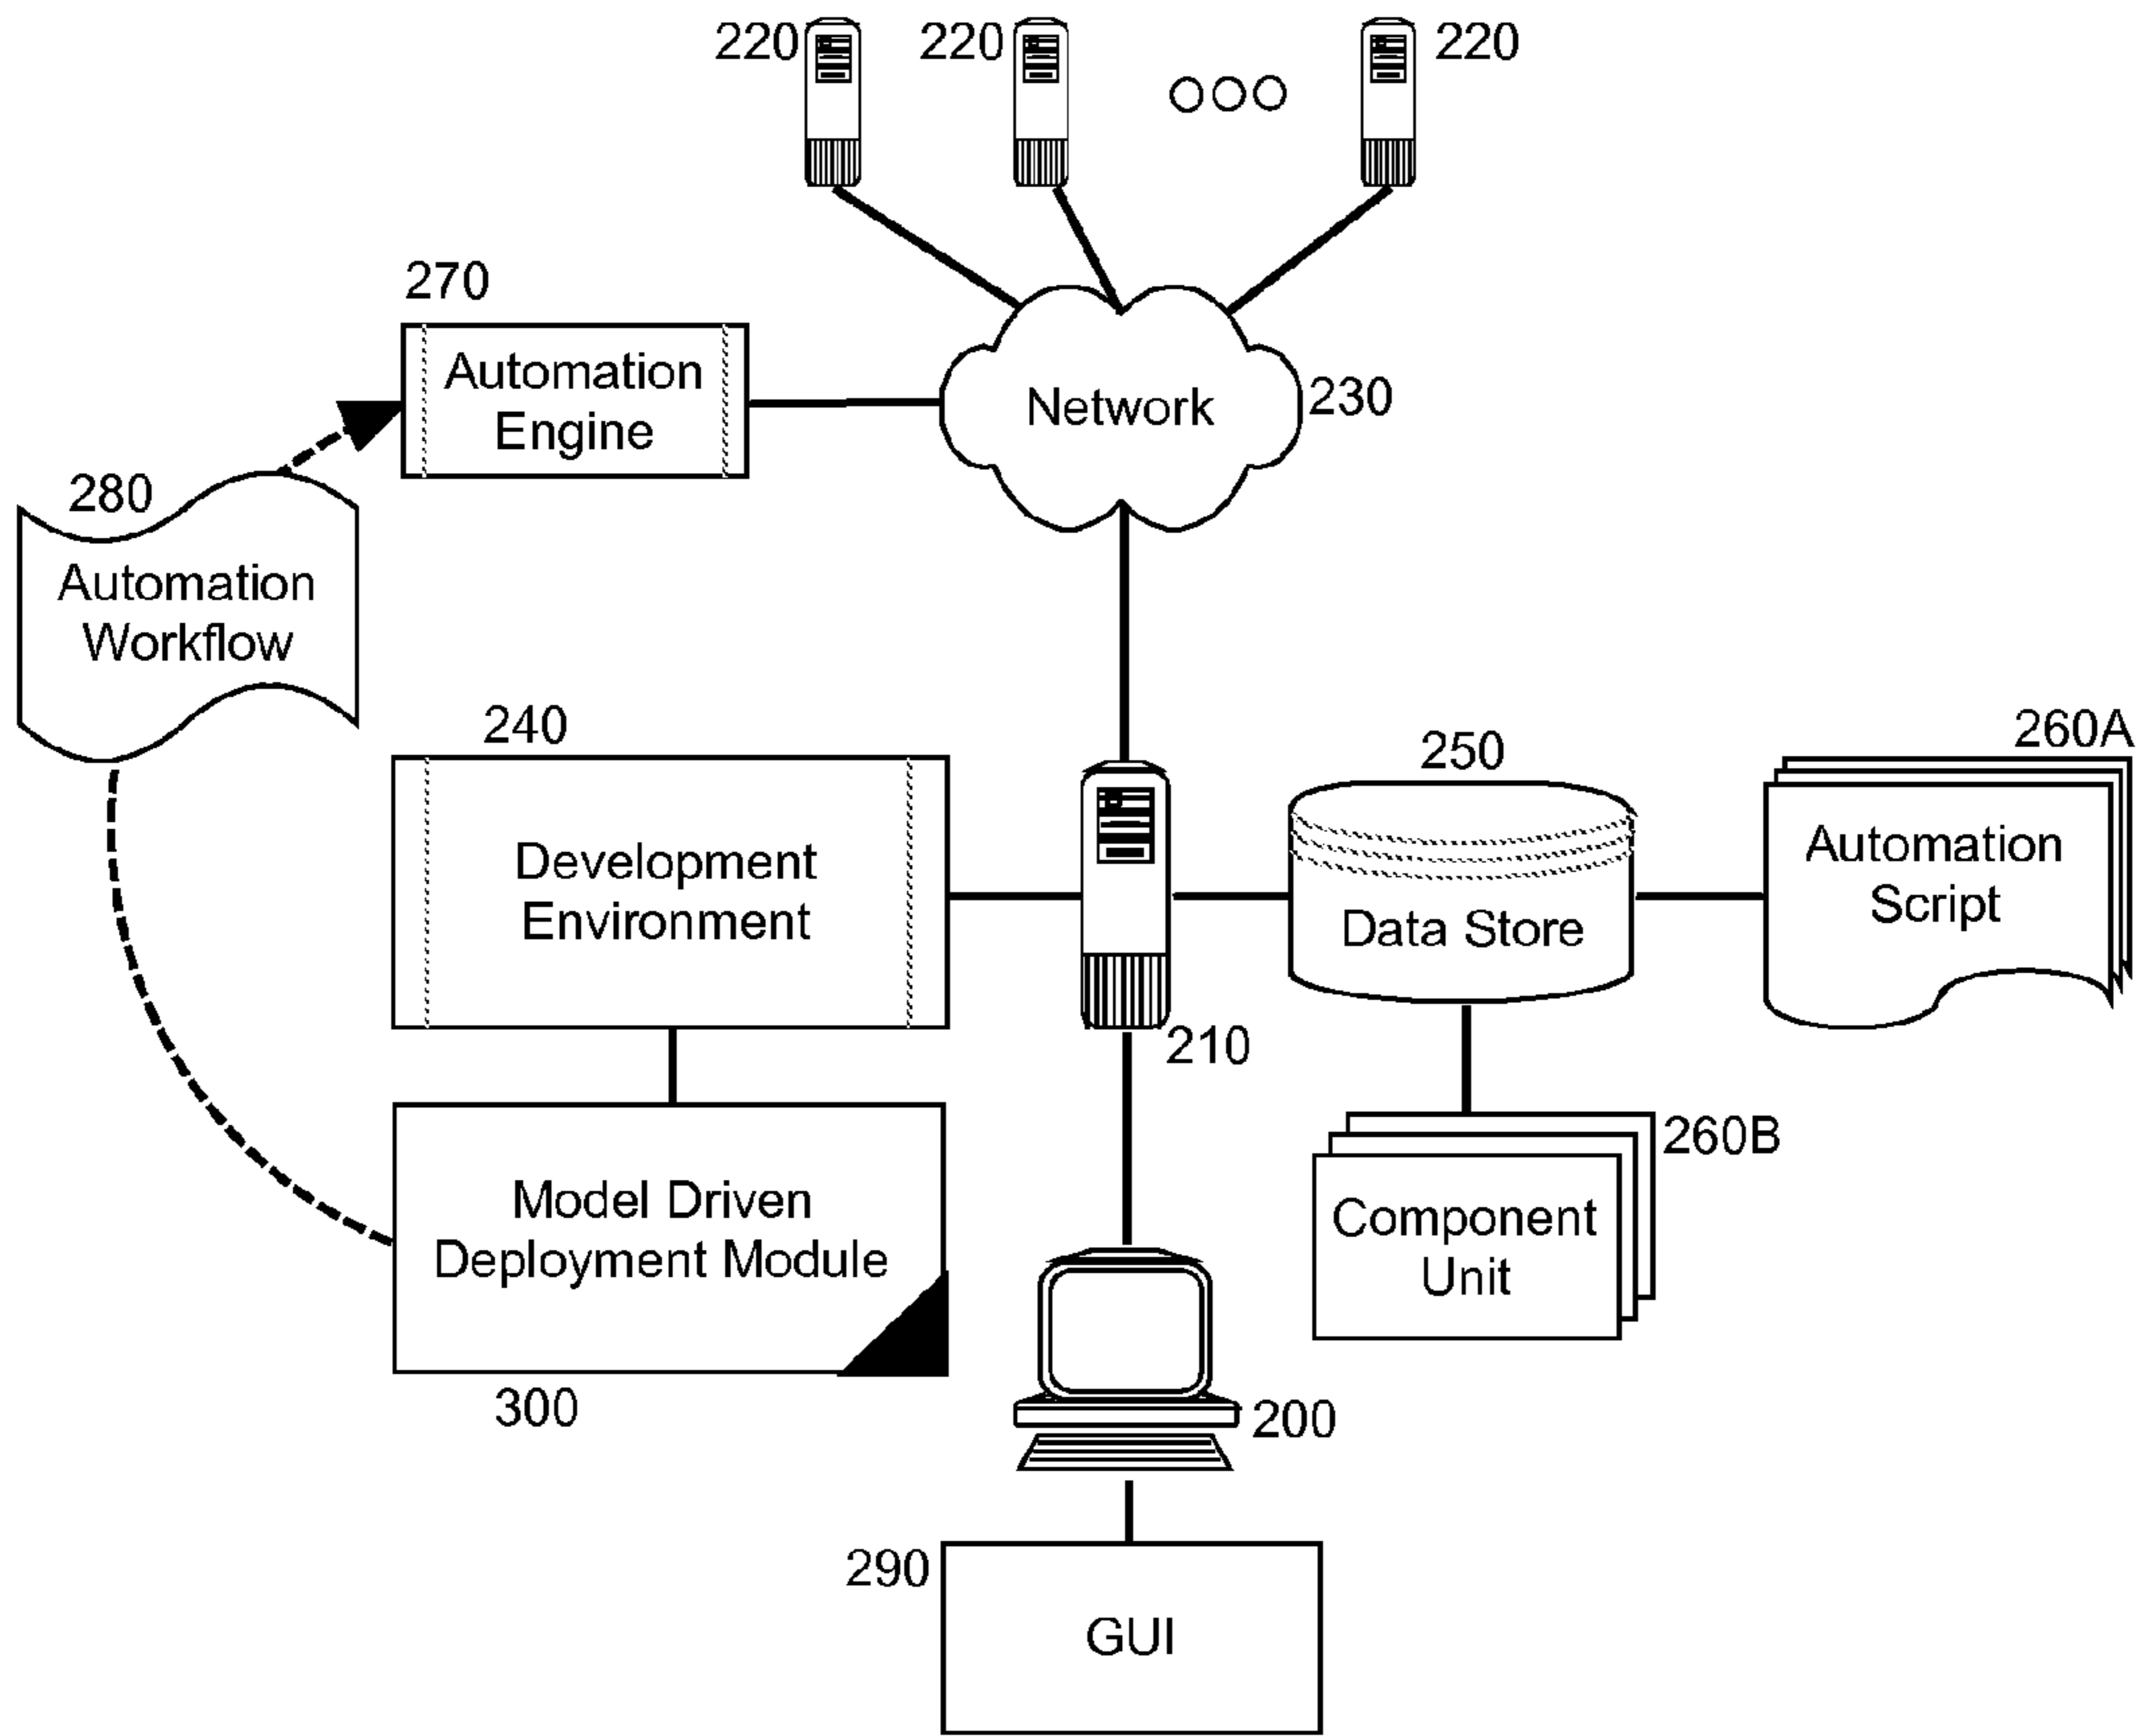 220
220
220
270
Automation
Engine
Network
230
280
Automation
Workflow
240
Development
Environment
250
Data Store
260A
Automation
Script
210
Model Driven
Deployment Module
300
260B
Component
Unit
200
290
GUI